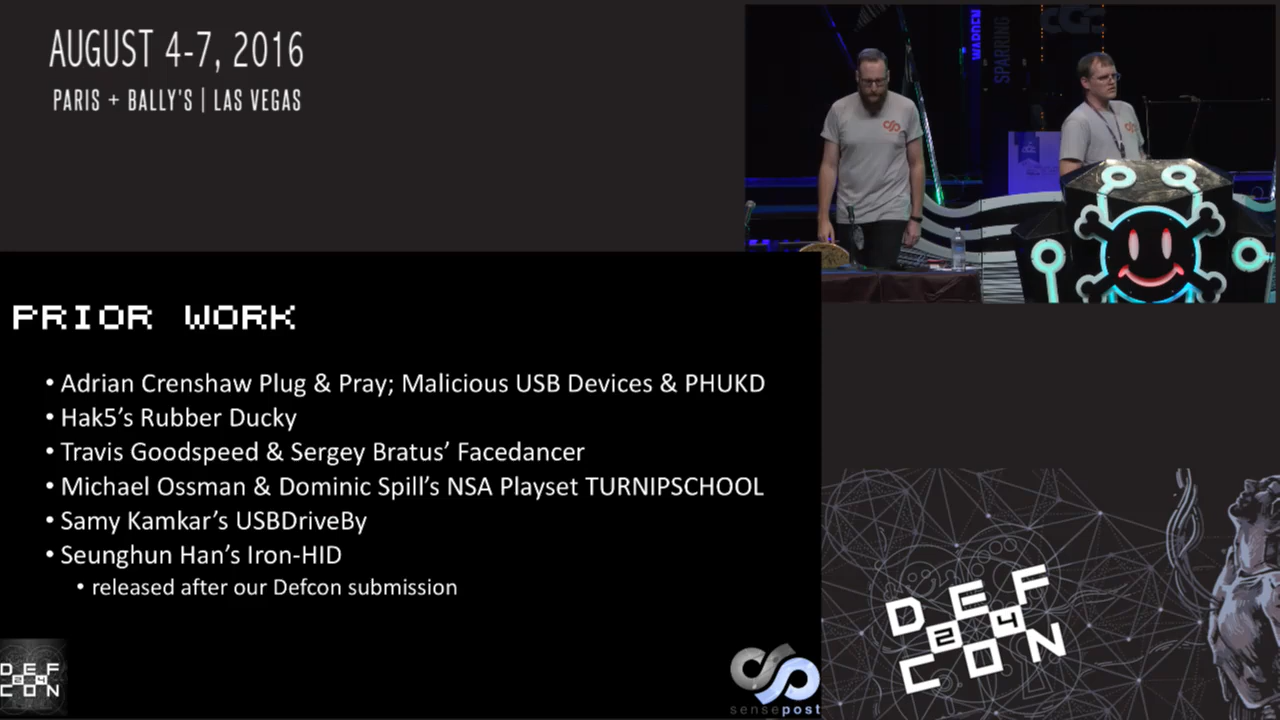 AUGUST 4-7, 2016
PARIS + BALLY'S | LAS VEGAS
WARDEN
SPARRING
PRIOR WORK
• Adrian Crenshaw Plug & Pray; Malicious USB Devices & PHUKD
• Hak5’s Rubber Ducky
• Travis Goodspeed & Sergey Bratus’ Facedancer
• Michael Ossman & Dominic Spill’s NSA Playset TURNIPSCHOOL
• Samy Kamkar’s USBDriveBy
• Seunghun Han’s Iron-HID
• released after our Defcon submission
DEF
24
CON
sensepost
DEF
24
CON